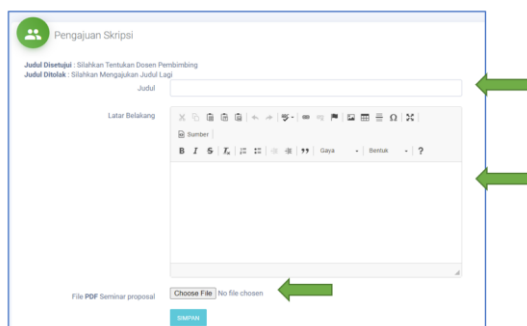 Pengajuan Skripsi
Judul Disetujui : Silahkan Tentukan Dosen Pembimbing
Judul Ditolak : Silahkan Mengajukan Judul Lagi
Judul
Latar Belakang
Sumber
B I S Ix Gaya Bentuk ?
File PDF Seminar proposal Choose File No file chosen
SIMPAN